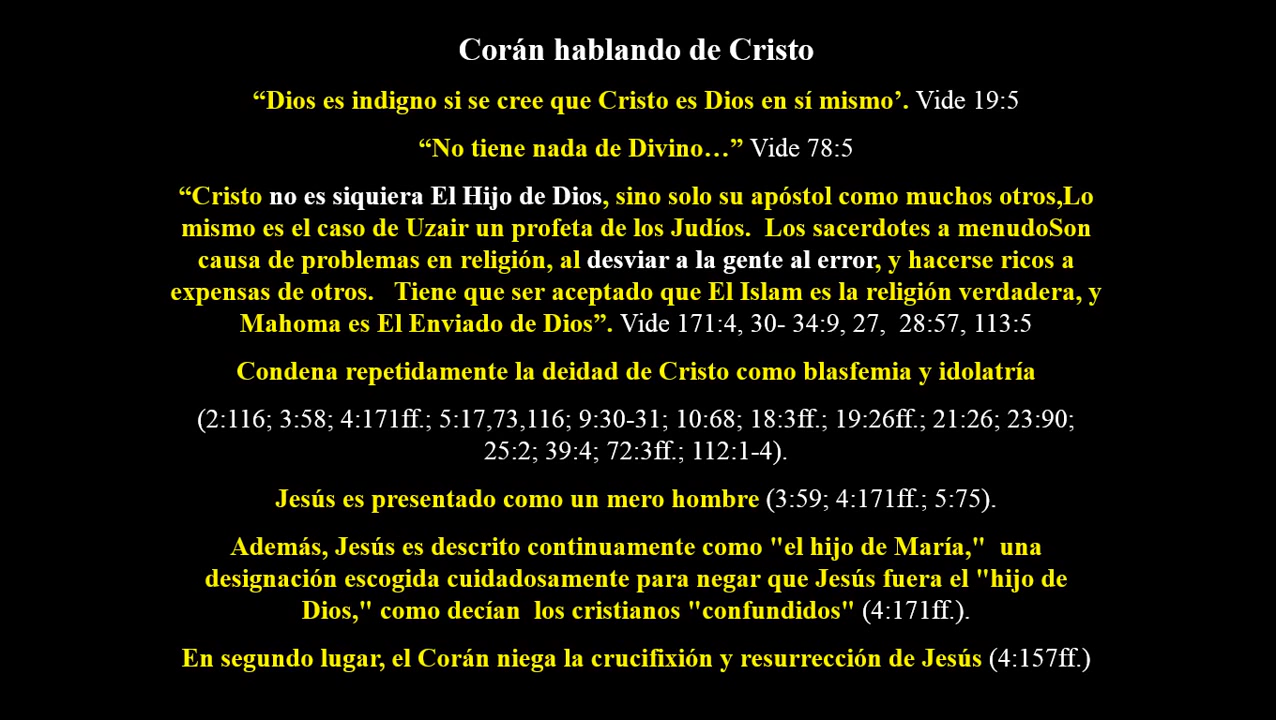 Corán hablando de Cristo
“Dios es indigno si se cree que Cristo es Dios en sí mismo’. Vide 19:5
“No tiene nada de Divino…” Vide 78:5
“Cristo no es siquiera El Hijo de Dios, sino solo su apóstol como muchos otros,Lo
mismo es el caso de Uzair un profeta de los Judíos.  Los sacerdotes a menudoSon
causa de problemas en religión, al desviar a la gente al error, y hacerse ricos a
expensas de otros.   Tiene que ser aceptado que El Islam es la religión verdadera, y
Mahoma es El Enviado de Dios”. Vide 171:4, 30- 34:9, 27,  28:57, 113:5
Condena repetidamente la deidad de Cristo como blasfemia y idolatría
(2:116; 3:58; 4:171ff.; 5:17,73,116; 9:30-31; 10:68; 18:3ff.; 19:26ff.; 21:26; 23:90;
25:2; 39:4; 72:3ff.; 112:1-4).
Jesús es presentado como un mero hombre (3:59; 4:171ff.; 5:75).
Además, Jesús es descrito continuamente como "el hijo de María,"  una
designación escogida cuidadosamente para negar que Jesús fuera el "hijo de
Dios," como decían  los cristianos "confundidos" (4:171ff.).
En segundo lugar, el Corán niega la crucifixión y resurrección de Jesús (4:157ff.)